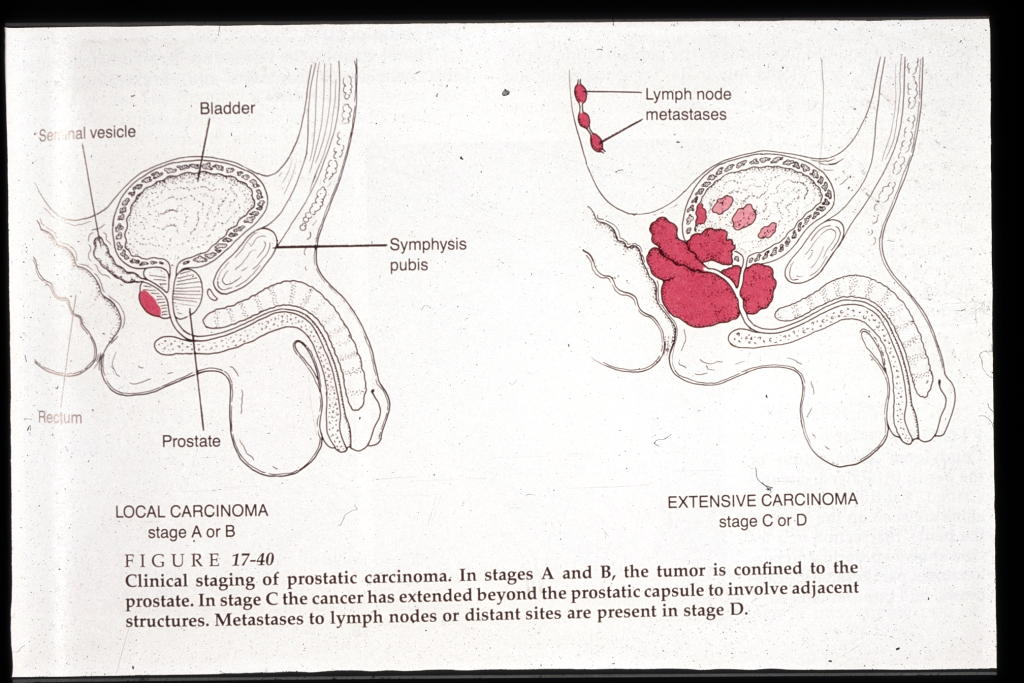 Bladder
Seminal vesicle
Symphysis
pubis
Rectum
Prostate
LOCAL CARCINOMA
stage A or B
Lymph node
metastases
EXTENSIVE CARCINOMA
stage C or D
FIGURE 17-40
Clinical staging of prostatic carcinoma. In stages A and B, the tumor is confined to the
prostate. In stage C the cancer has extended beyond the prostatic capsule to involve adjacent
structures. Metastases to lymph nodes or distant sites are present in stage D.